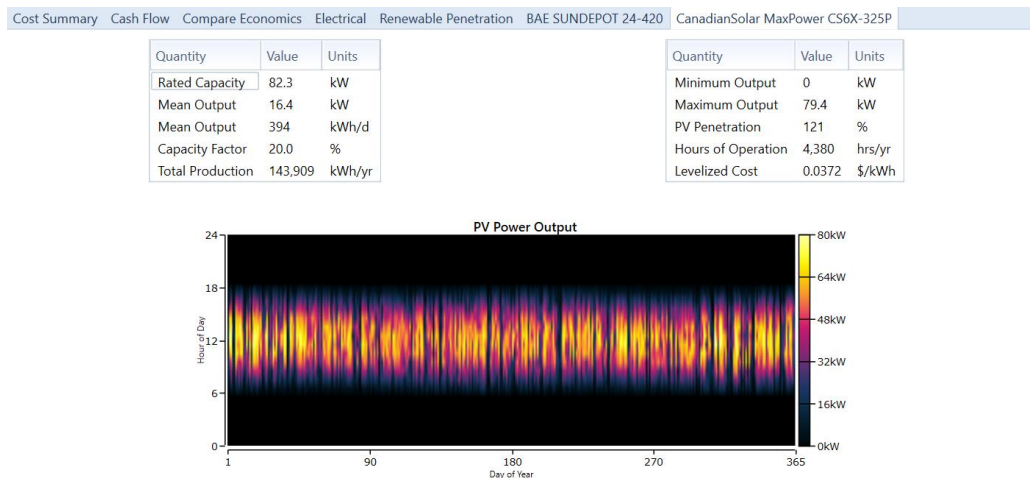 Cost Summary Cash Flow Compare Economics Electrical Renewable Penetration BAE SUNDEPOT 24-420 CanadianSolar MaxPower CS6X-325P
Quantity Value Units
Rated Capacity 82.3 kW
Mean Output 16.4 kW
Mean Output 394 kWh/d
Capacity Factor 20.0 %
Total Production 143,909 kWh/yr
Quantity Value Units
Minimum Output 0 kW
Maximum Output 79.4 kW
PV Penetration 121 %
Hours of Operation 4,380 hrs/yr
Levelized Cost 0.0372 $/kWh
PV Power Output
24
18
12
6
0
Hour of Day
1 90 180 270 365
Day of Year
80kW
64kW
48kW
32kW
16kW
0kW